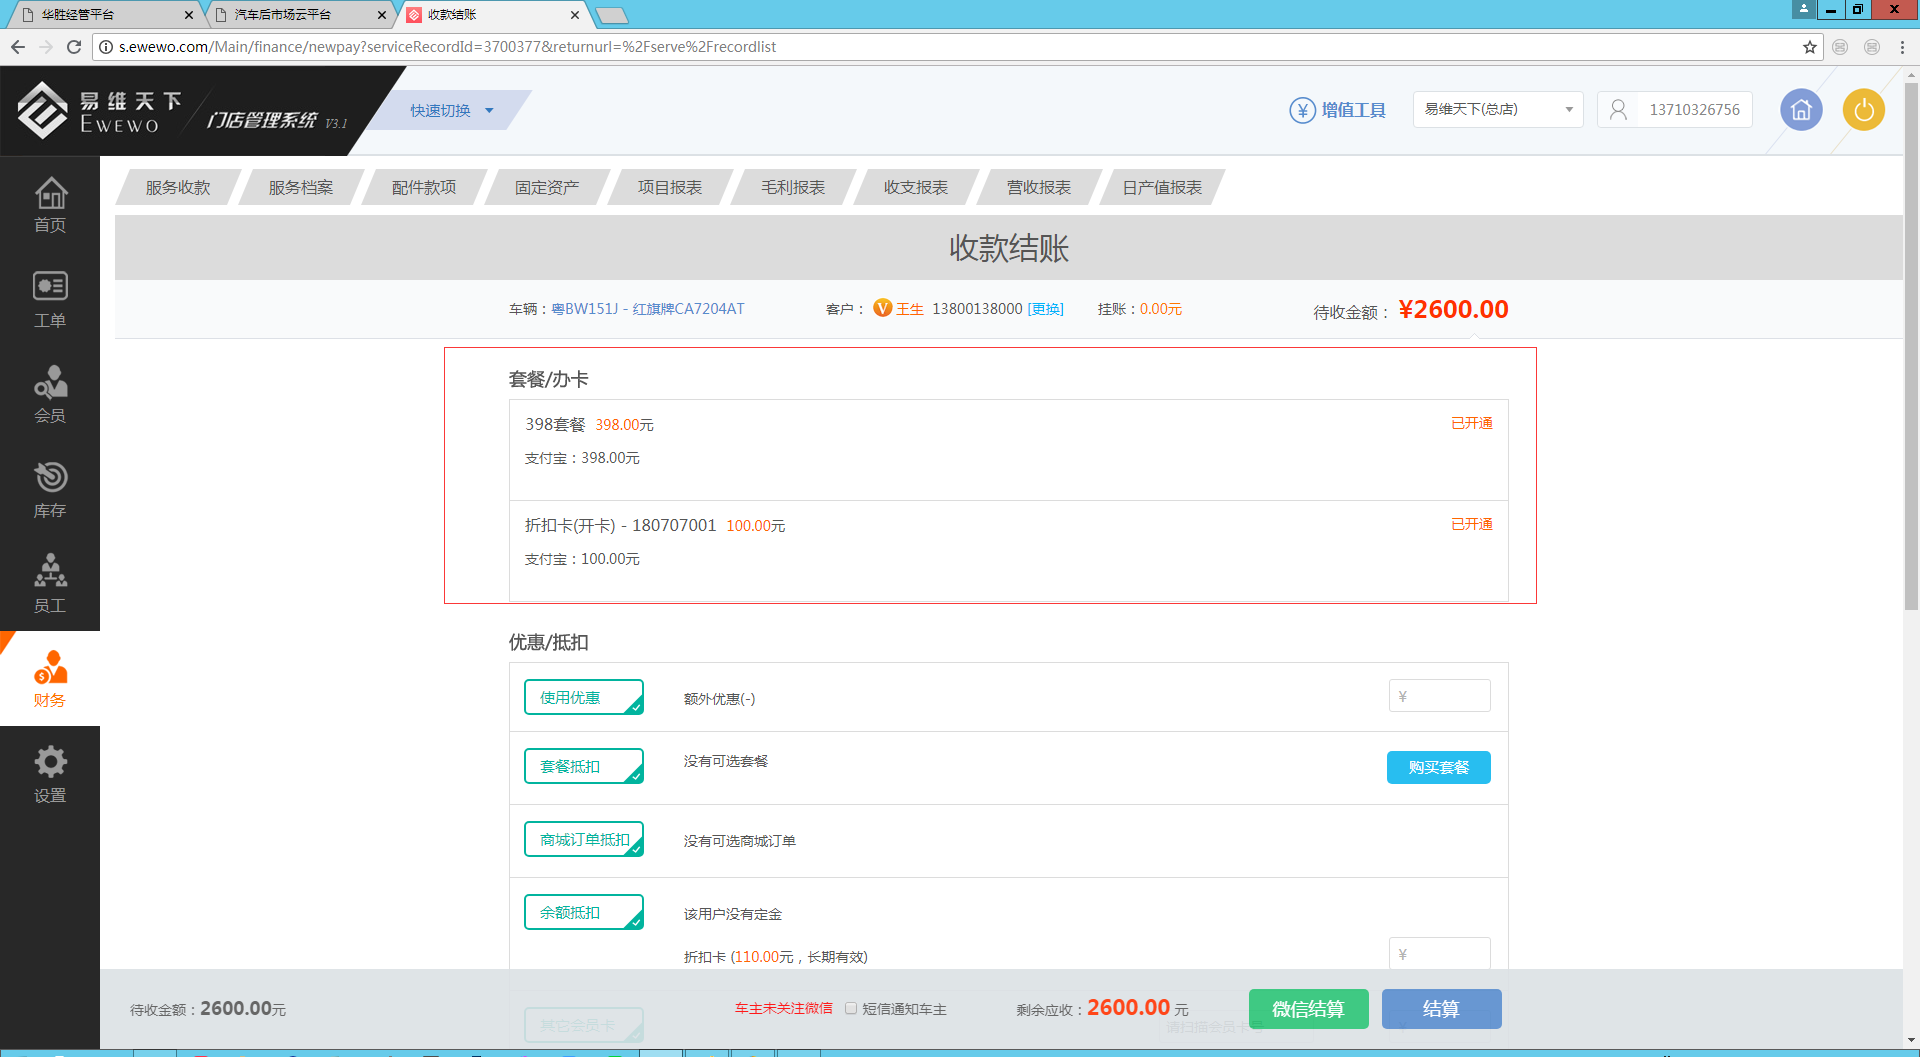 华胜经管平台
汽车后市场云平台
收款结账
s.ewewo.com/Main/finance/newpay?serviceRecordId=3700377&returnurl=%2Fserve%2Frecordlist
易维天下
EWEWO
门店管理系统 V3.1
快速切换
增值工具
易维天下(总店)
13710326756
首页
工单
会员
库存
员工
财务
设置
服务收款
服务档案
配件款项
固定资产
项目报表
毛利报表
收支报表
营收报表
日产值报表
收款结账
车辆：粤BW151J - 红旗牌CA7204AT
客户： V 王生 13800138000 [更换]
挂账：0.00元
待收金额： ¥2600.00
套餐/办卡
398套餐 398.00元
已开通
支付宝：398.00元
折扣卡(开卡) - 180707001 100.00元
已开通
支付宝：100.00元
优惠/抵扣
使用优惠
额外优惠(-)
¥
套餐抵扣
没有可选套餐
购买套餐
商城订单抵扣
没有可选商城订单
余额抵扣
该用户没有定金
折扣卡 (110.00元，长期有效)
¥
其它会员卡
请扫描会员卡号
¥
待收金额：2600.00元
车主未关注微信
短信通知车主
剩余应收：2600.00 元
微信结算
结算